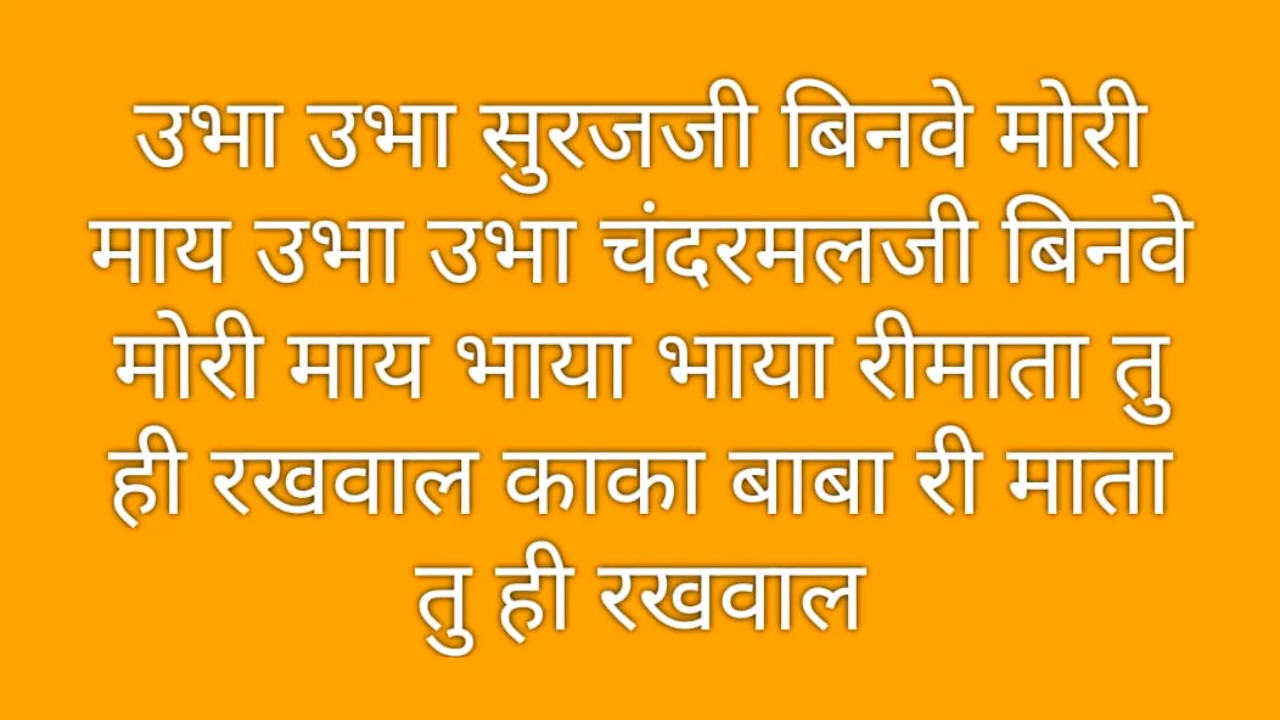 उभा उभा सुरजजी बिनवे मोरी
माय उभा उभा चंदरमलजी बिनवे
मोरी माय भाया भाया रीमाता तु
ही रखवाल काका बाबा री माता
तु ही रखवाल